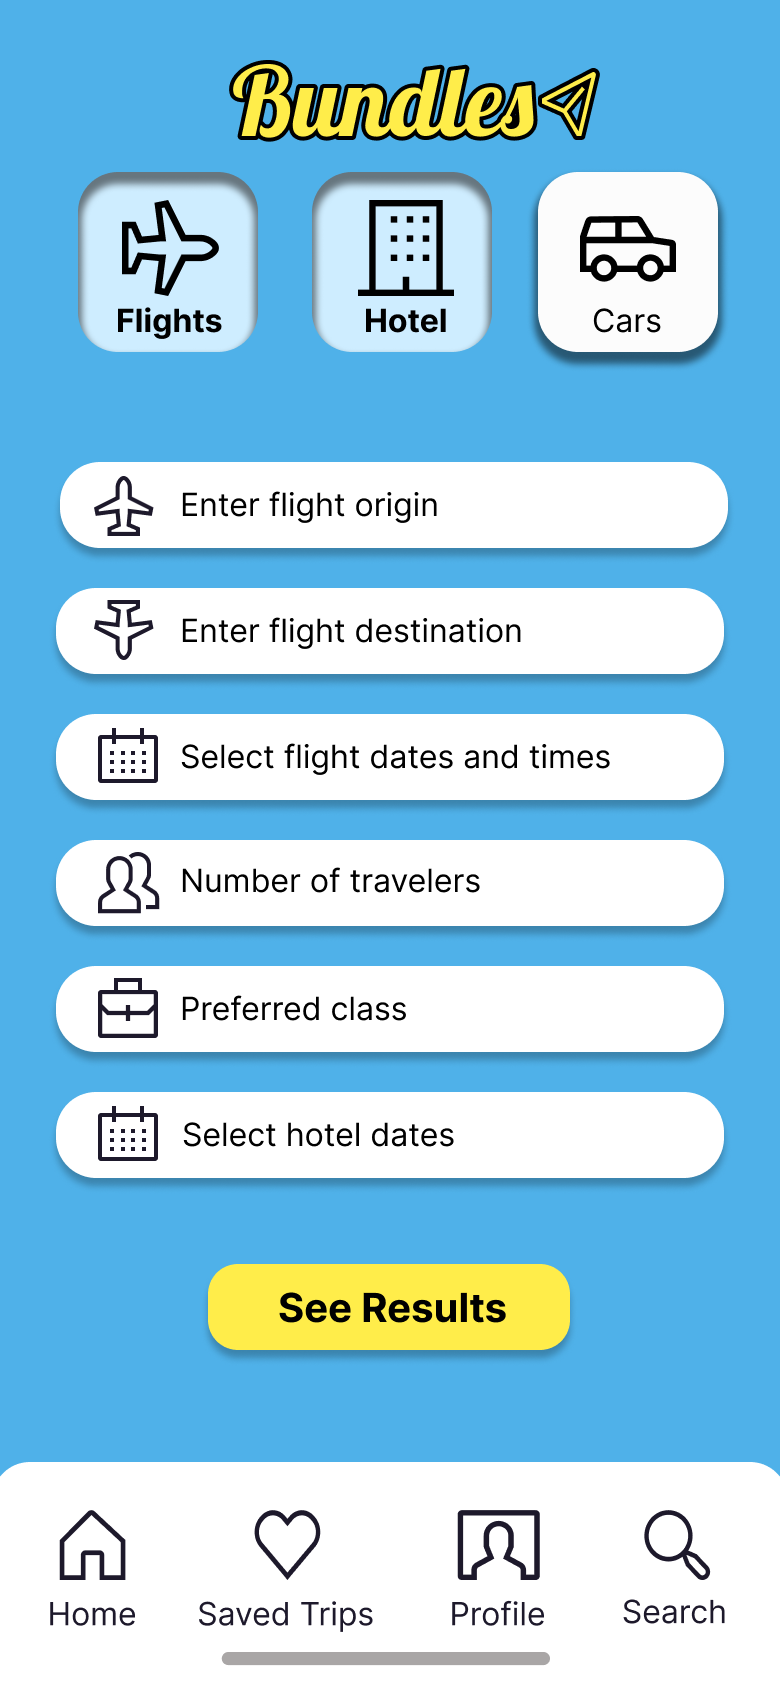 Bundles
Flights
Hotel
Cars
Enter flight origin
Enter flight destination
Select flight dates and times
Number of travelers
Preferred class
Select hotel dates
See Results
Home
Saved Trips
Profile
Search